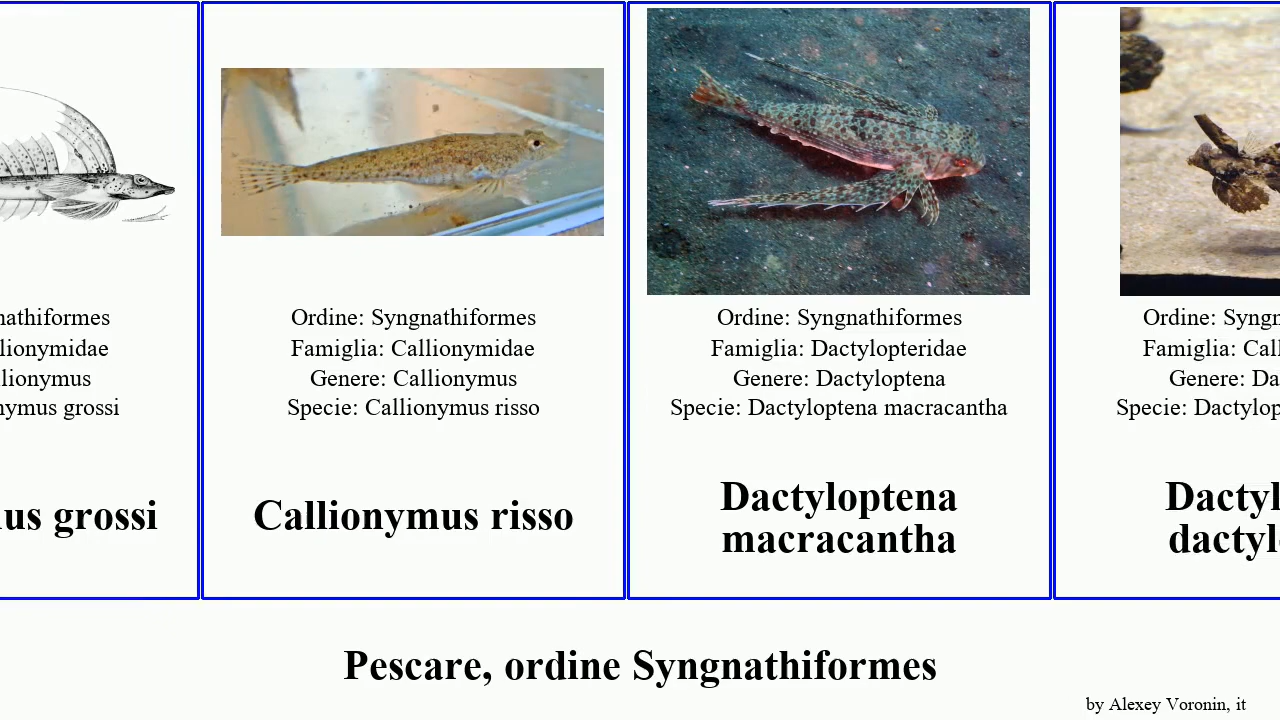 nathiformes
lionymidae
lionymus
nymus grossi
us grossi
Ordine: Syngnathiformes
Famiglia: Callionymidae
Genere: Callionymus
Specie: Callionymus risso
Callionymus risso
Ordine: Syngnathiformes
Famiglia: Dactylopteridae
Genere: Dactyloptena
Specie: Dactyloptena macracantha
Dactyloptena
macracantha
Ordine: Syngn
Famiglia: Call
Genere: Da
Specie: Dactylop
Dactyl
dactyl
Pescare, ordine Syngnathiformes
by Alexey Voronin, it